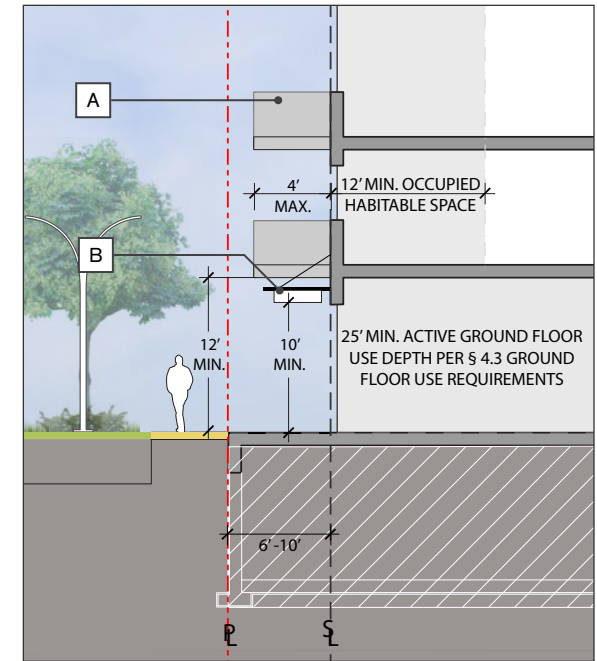 A
4’
MAX.
12’ MIN. OCCUPIED
HABITABLE SPACE
B
12’
MIN.
10’
MIN.
25’ MIN. ACTIVE GROUND FLOOR
USE DEPTH PER § 4.3 GROUND
FLOOR USE REQUIREMENTS
6’ -10’
PL
SL